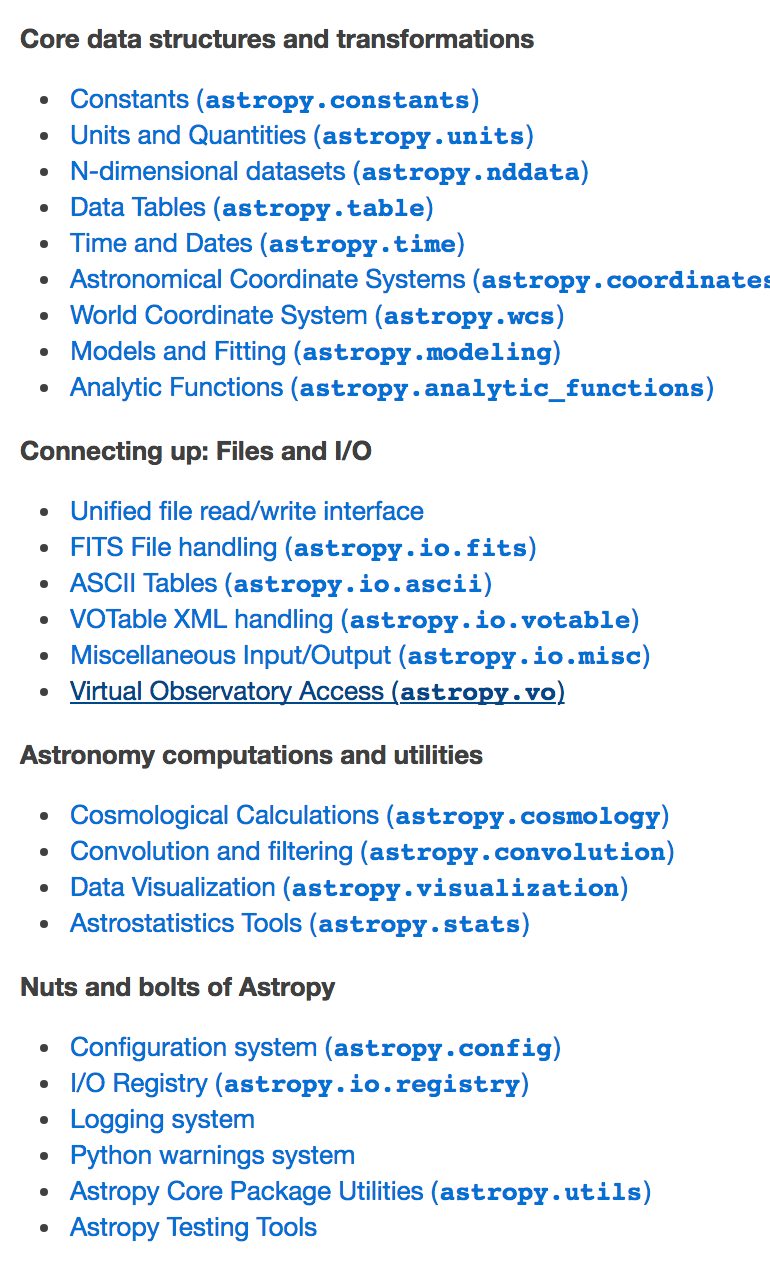 Core data structures and transformations
Constants (astropy.constants)
Units and Quantities (astropy.units)
N-dimensional datasets (astropy.nddata)
Data Tables (astropy.table)
Time and Dates (astropy.time)
Astronomical Coordinate Systems (astropy.coordinates
World Coordinate System (astropy.wcs)
Models and Fitting (astropy.modeling)
Analytic Functions (astropy.analytic_functions)
Connecting up: Files and I/O
Unified file read/write interface
FITS File handling (astropy.io.fits)
ASCII Tables (astropy.io.ascii)
VOTable XML handling (astropy.io.votable)
Miscellaneous Input/Output (astropy.io.misc)
Virtual Observatory Access (astropy.vo)
Astronomy computations and utilities
Cosmological Calculations (astropy.cosmology)
Convolution and filtering (astropy.convolution)
Data Visualization (astropy.visualization)
Astrostatistics Tools (astropy.stats)
Nuts and bolts of Astropy
Configuration system (astropy.config)
I/O Registry (astropy.io.registry)
Logging system
Python warnings system
Astropy Core Package Utilities (astropy.utils)
Astropy Testing Tools